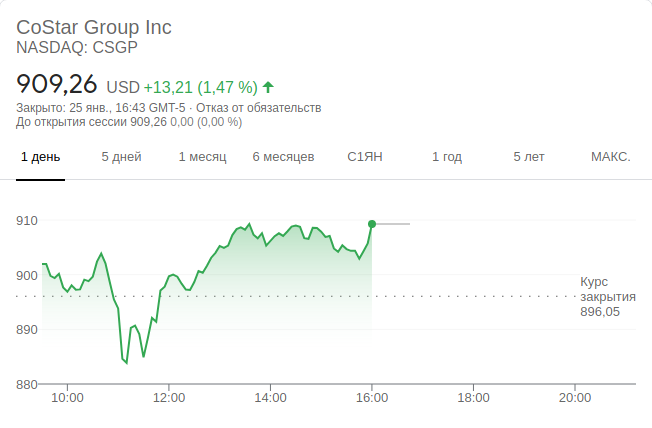 CoStar Group Inc
NASDAQ: CSGP
909,26 USD +13,21 (1,47 %)
Закрыто: 25 янв., 16:43 GMT-5 · Отказ от обязательств
До открытия сессии 909,26 0,00 (0,00 %)
1 день 5 дней 1 месяц 6 месяцев С1ЯН 1 год 5 лет МАКС.
910
900
Курс
закрытия
896,05
890
880
10:00 12:00 14:00 16:00 18:00 20:00